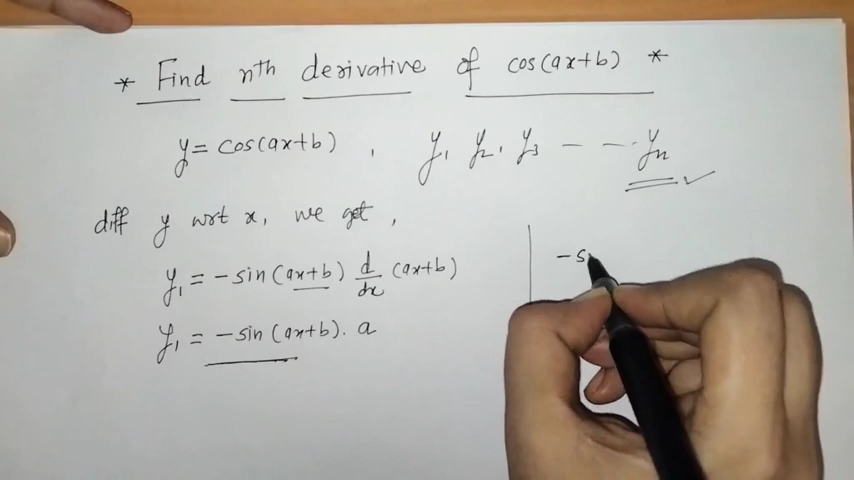 * Find nth derivative of cos(ax+b) *
y = cos(ax+b) , y₁ y₂, y₃ - - - - yₙ
diff y wrt x, we get,
y₁ = -sin (ax+b) d/dx (ax+b)
y₁ = -sin (ax+b). a
-s